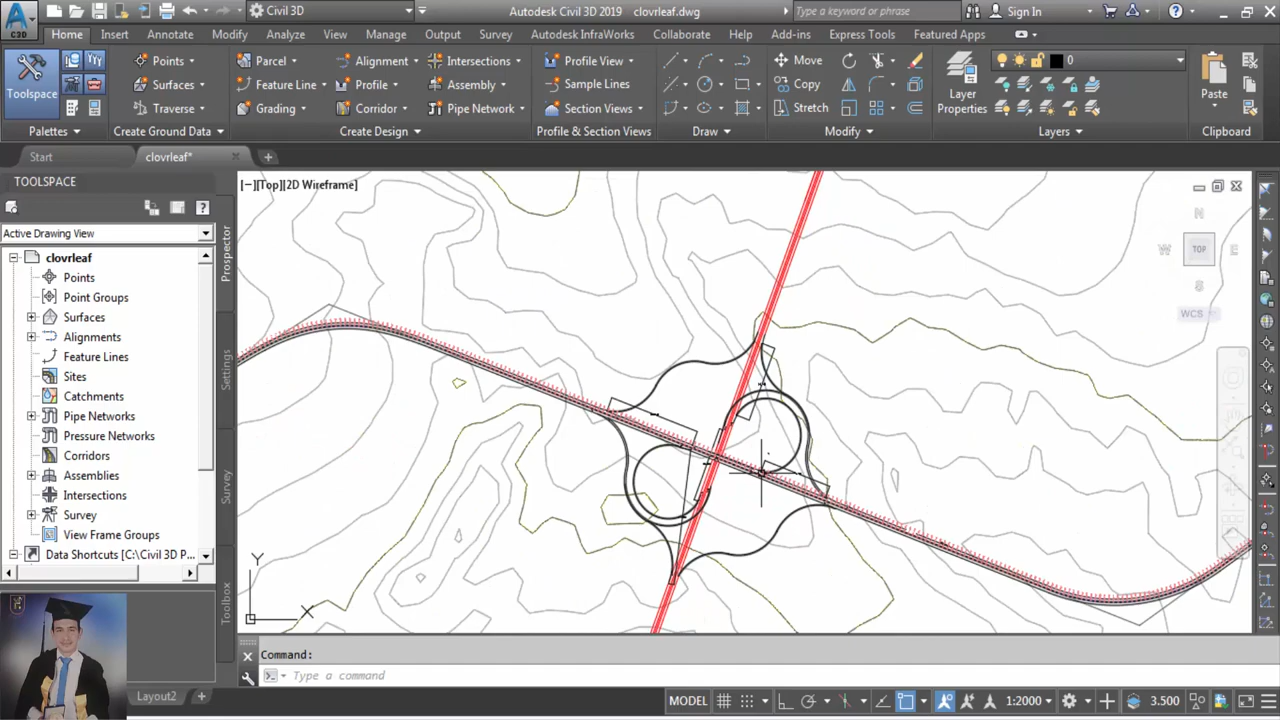 C3D
Civil 3D
Autodesk Civil 3D 2019 clovrleaf.dwg
Type a keyword or phrase
Sign In
Home Insert Annotate Modify Analyze View Manage Output Survey Autodesk InfraWorks Collaborate Help Add-ins Express Tools Featured Apps
Toolspace
Palettes
Points
Surfaces
Traverse
Create Ground Data
Parcel
Feature Line
Grading
Alignment
Profile
Corridor
Intersections
Assembly
Pipe Network
Create Design
Profile View
Sample Lines
Section Views
Profile & Section Views
Draw
Move
Copy
Stretch
Modify
Layer Properties
0
Layers
Paste
Clipboard
Start
clovrleaf*
TOOLSPACE
Active Drawing View
clovrleaf
Points
Point Groups
Surfaces
Alignments
Feature Lines
Sites
Catchments
Pipe Networks
Pressure Networks
Corridors
Assemblies
Intersections
Survey
View Frame Groups
Data Shortcuts [C:\Civil 3D P...
Prospector
Settings
Survey
Toolbox
[−][Top][2D Wireframe]
N
W TOP E
S
WCS
Y
X
Command:
Type a command
Layout2
MODEL
1:2000
3.500